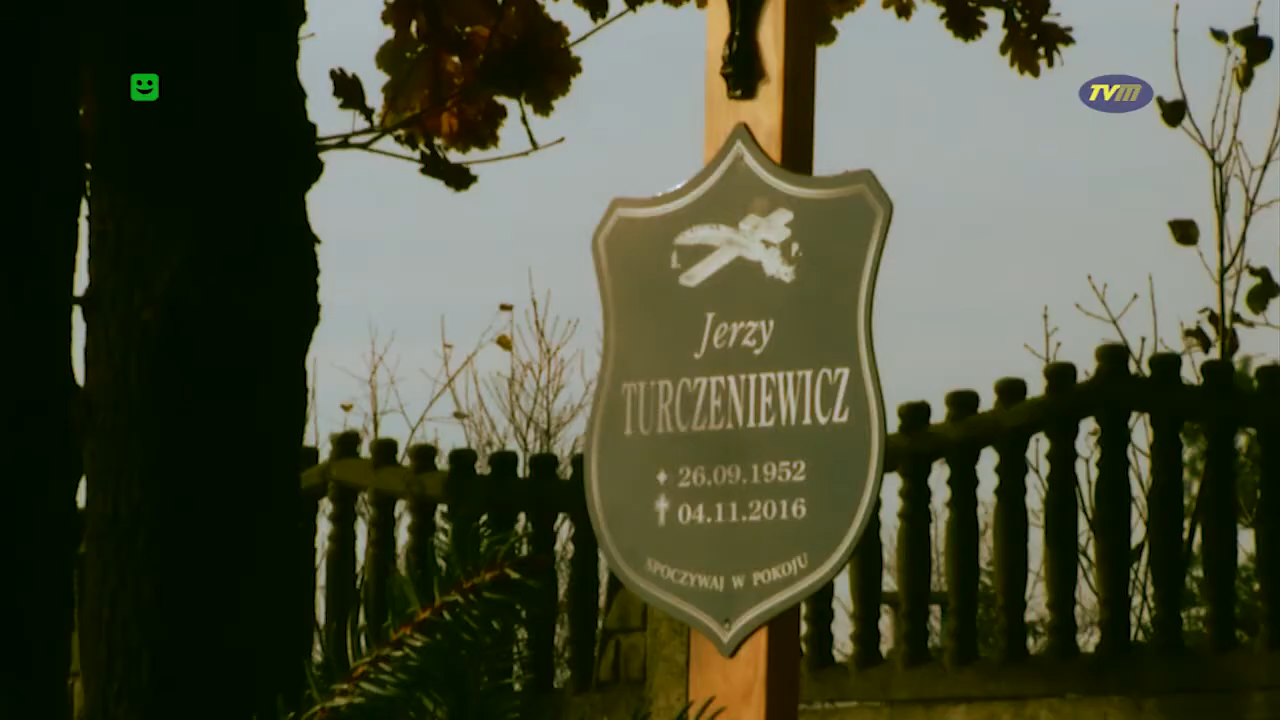 TVM
Jerzy
TURCZENIEWICZ
26.09.1952
04.11.2016
SPOCZYWAJ W POKOJU